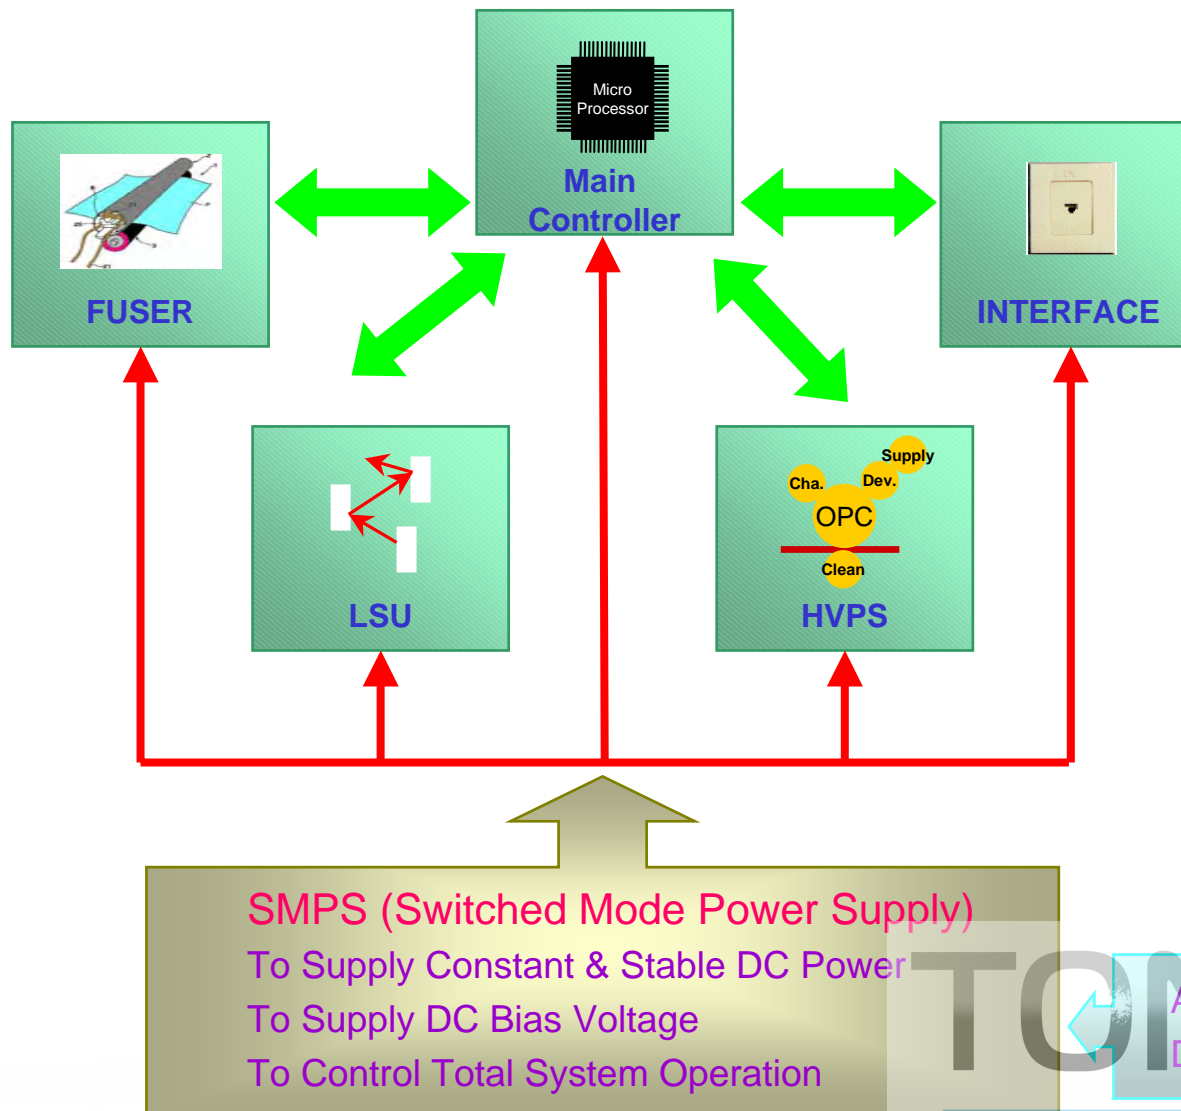 Micro
Processor
Main
Controller
FUSER
INTERFACE
LSU
Supply
Cha.
Dev.
OPC
Clean
HVPS
SMPS (Switched Mode Power Supply)
To Supply Constant & Stable DC Power
To Supply DC Bias Voltage
To Control Total System Operation